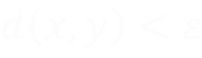 d(x, y) < ε